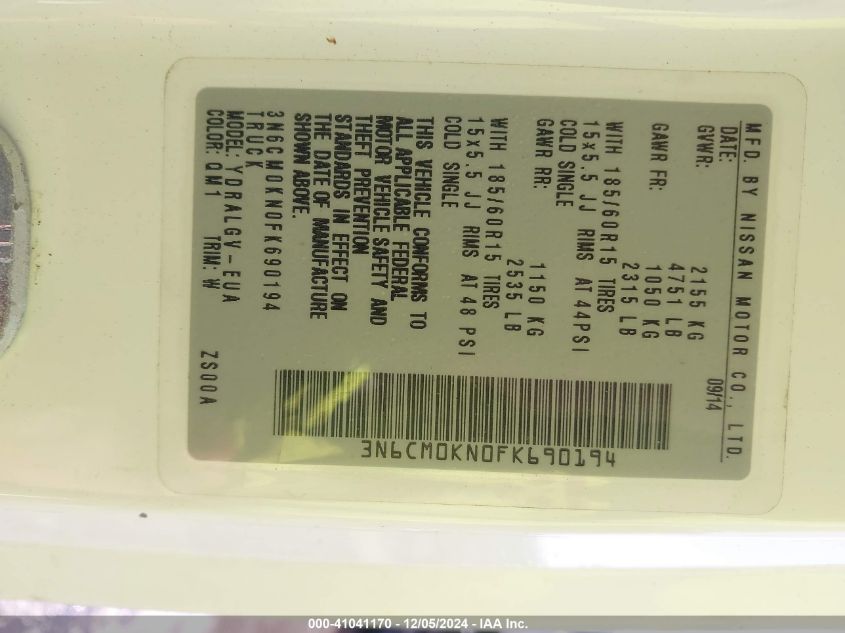 MFD. BY NISSAN MOTOR CO., LTD.
DATE: 09/14
GVWR: 2155 KG
4751 LB
GAWR FR: 1050 KG
2315 LB
WITH 185/60R15 TIRES
15x5.5 JJ RIMS AT 44PSI
COLD SINGLE
GAWR RR: 1150 KG
2535 LB
WITH 185/60R15 TIRES
15x5.5 JJ RIMS AT 48 PSI
COLD SINGLE
THIS VEHICLE CONFORMS TO
ALL APPLICABLE FEDERAL
MOTOR VEHICLE SAFETY AND
THEFT PREVENTION
STANDARDS IN EFFECT ON
THE DATE OF MANUFACTURE
SHOWN ABOVE.
3N6CM0KN0FK690194
TRUCK
MODEL: YDRALGV-EUA
COLOR: QM1 TRIM: W ZS00A
3N6CM0KN0FK690194
000-41041170 - 12/05/2024 - IAA Inc.